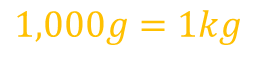 1,000g = 1kg